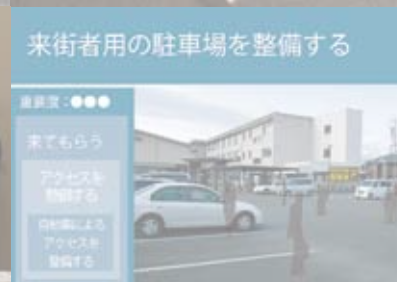 来街者用の駐車場を整備する
重要度：●●●
来てもらう
アクセスを
整備する
自動車による
アクセスを
整備する